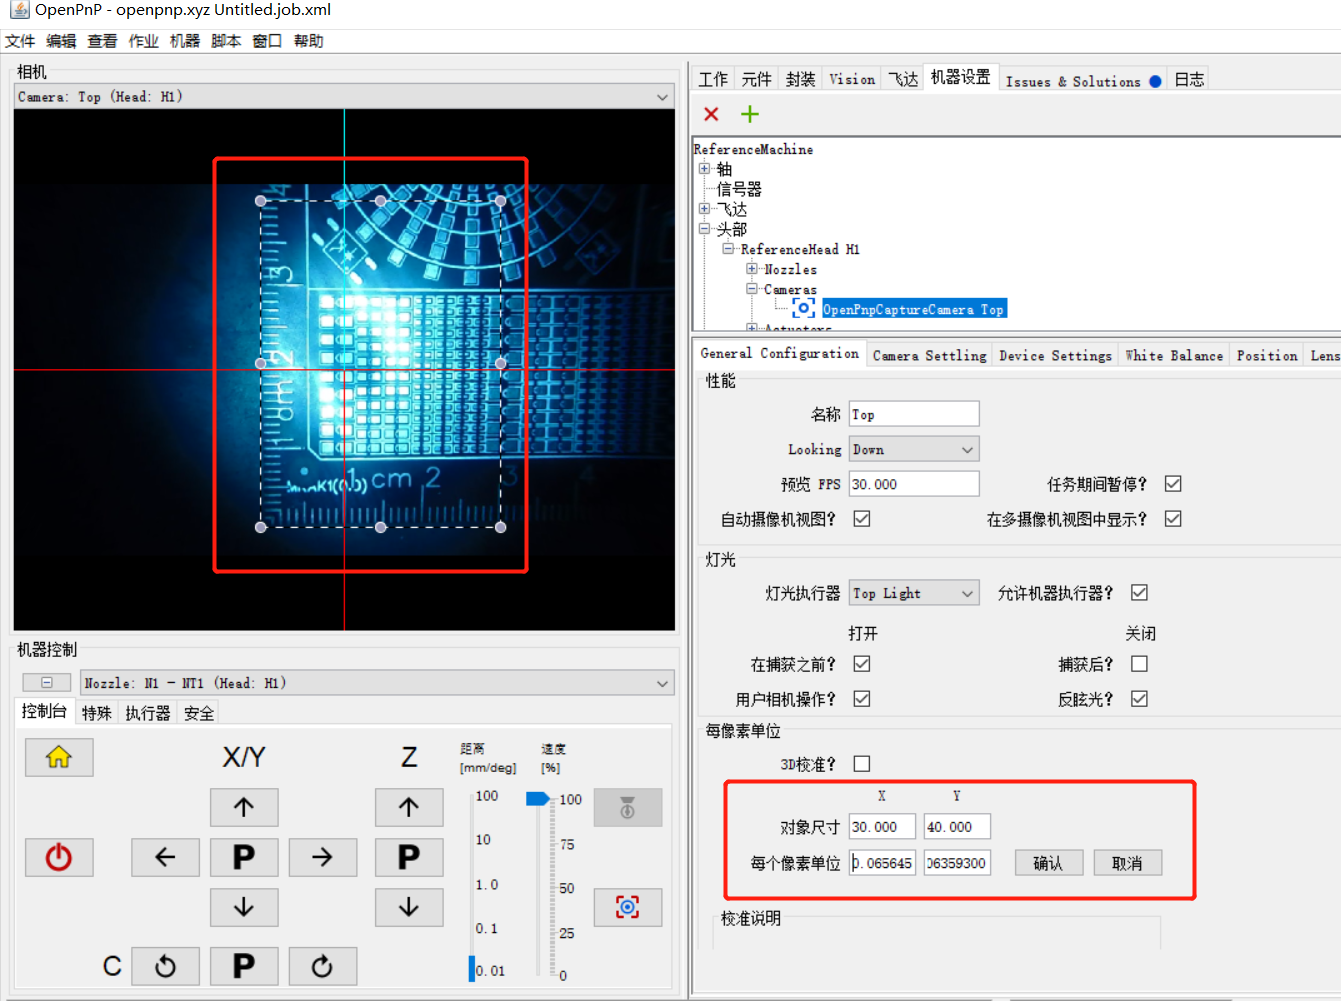 OpenPnP - openpnp.xyz Untitled.job.xml
文件 编辑 查看 作业 机器 脚本 窗口 帮助
相机
Camera: Top (Head: H1)
3
2
cm
1 cm 2
3
4
机器控制
Nozzle: N1 - NT1 (Head: H1)
控制台 特殊 执行器 安全
X/Y
Z
距离
[mm/deg]
速度
[%]
100
10
1.0
0.1
0.01
100
75
50
25
0
P
P
C
P
工作 元件 封装 Vision 飞达 机器设置 Issues & Solutions 日志
ReferenceMachine
轴
信号器
飞达
头部
ReferenceHead H1
Nozzles
Cameras
OpenPnpCaptureCamera Top
Actuators
General Configuration Camera Settling Device Settings White Balance Position Lens
性能
名称 Top
Looking Down
预览 FPS 30.000 任务期间暂停?
自动摄像机视图? 在多摄像机视图中显示?
灯光
灯光执行器 Top Light 允许机器执行器?
打开 关闭
在捕获之前? 捕获后?
用户相机操作? 反眩光?
每像素单位
3D校准?
X Y
对象尺寸 30.000 40.000
每个像素单位 0.065645 06359300 确认 取消
校准说明